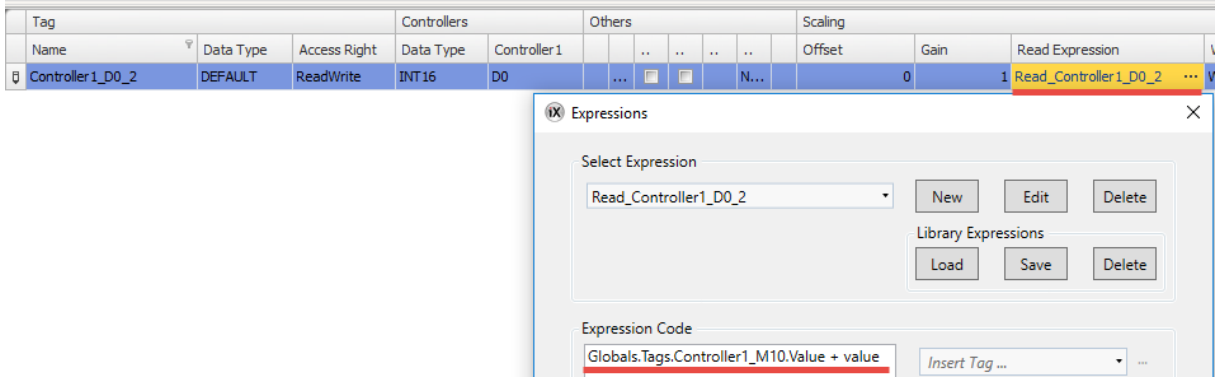 Tag Controllers Others Scaling
Name Data Type Access Right Data Type Controller1 .. .. .. .. Offset Gain Read Expression
Controller1_D0_2 DEFAULT ReadWrite INT16 D0 ... N... 0 1 Read_Controller1_D0_2 ...
iX Expressions
Select Expression
Read_Controller1_D0_2 New Edit Delete
Library Expressions
Load Save Delete
Expression Code
Globals.Tags.Controller1_M10.Value + value Insert Tag ... ...